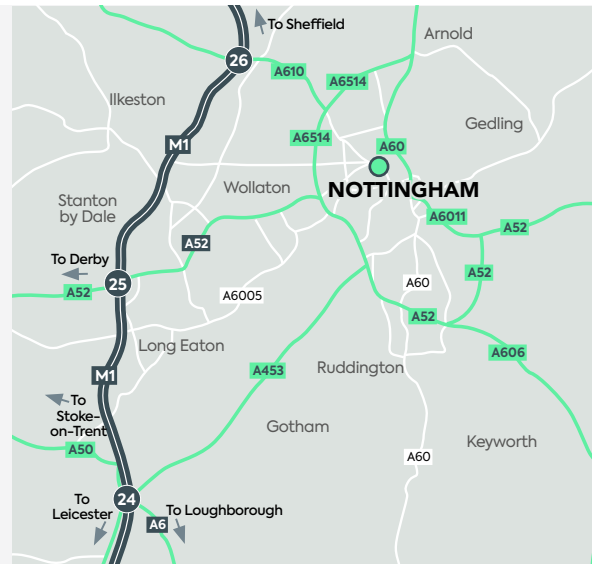 To Sheffield
Arnold
26
A610
A6514
Ilkeston
Gedling
A6514
M1
A60
Wollaton
NOTTINGHAM
Stanton
by Dale
A6011
A52
A52
To Derby
A52
25
A52
A60
A6005
A52
Long Eaton
A606
A453
Ruddington
M1
To
Stoke-
on-Trent
Gotham
Keyworth
A50
A60
To
Leicester
24
To Loughborough
A6